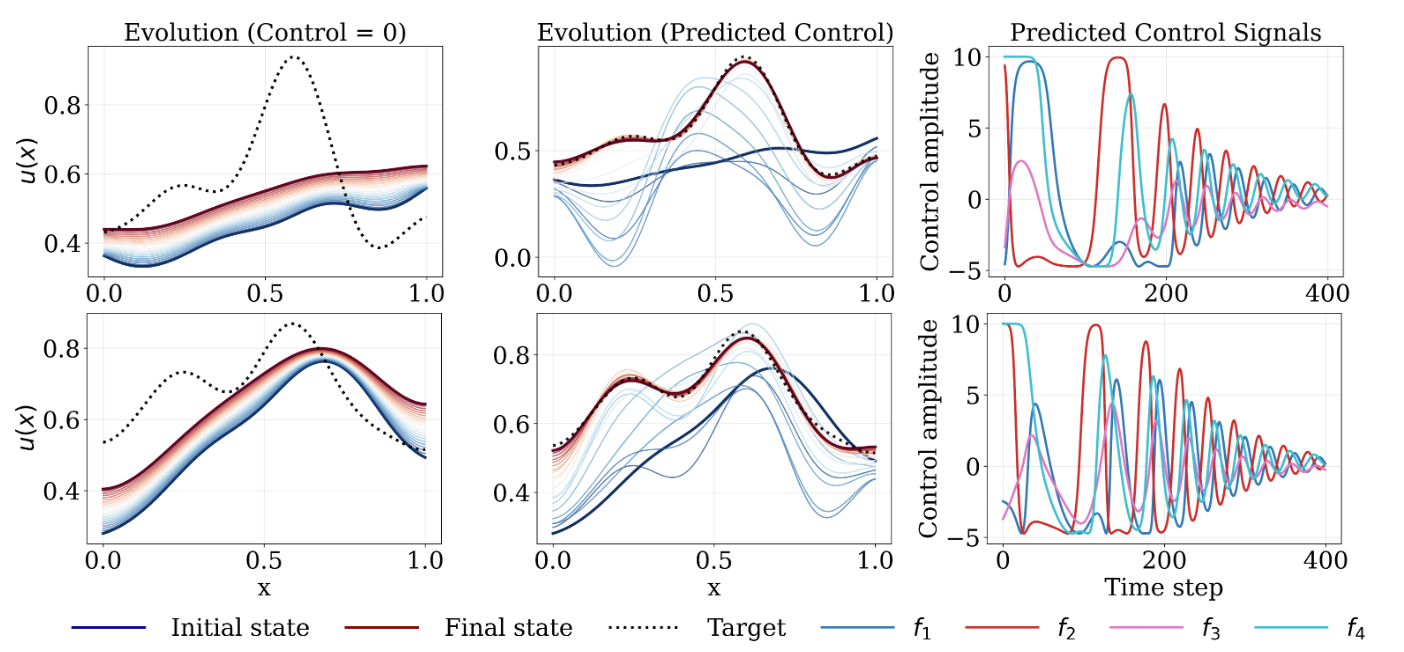 Evolution (Control = 0)
Evolution (Predicted Control)
Predicted Control Signals
u(x)
0.8
0.6
0.4
0.0 0.5 1.0
0.5
0.0
0.0 0.5 1.0
Control amplitude
10
5
0
−5
0 200 400
u(x)
0.8
0.6
0.4
0.0 0.5 1.0
x
0.8
0.6
0.4
0.0 0.5 1.0
x
Control amplitude
10
5
0
−5
0 200 400
Time step
Initial state Final state Target f₁ f₂ f₃ f₄